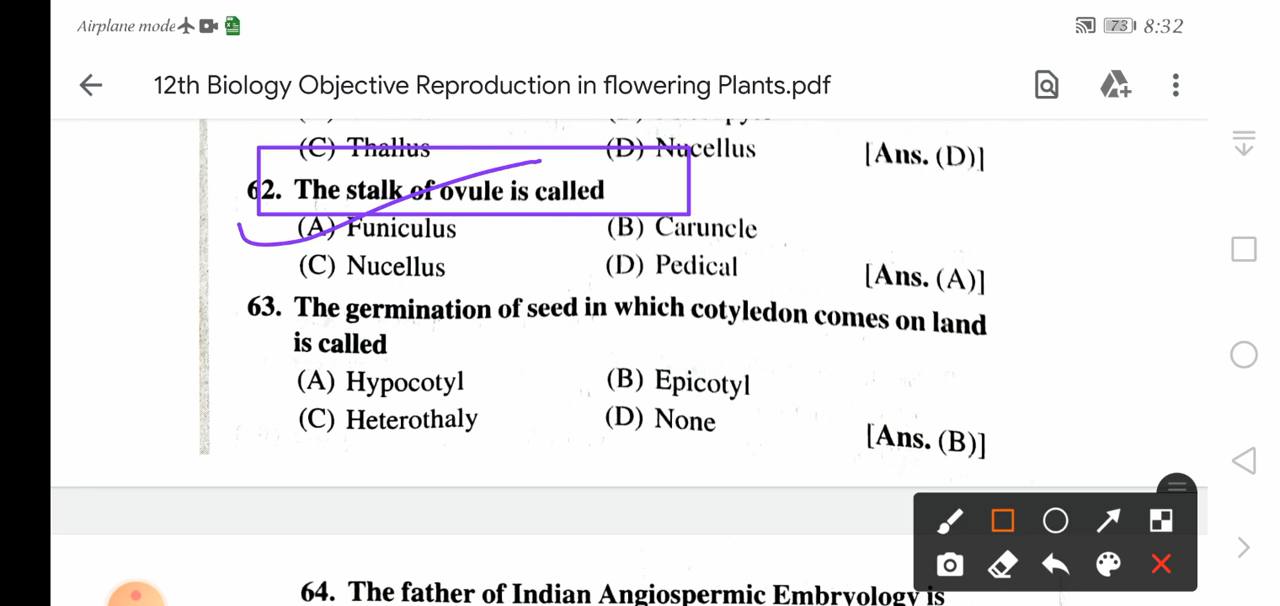 Airplane mode 73 8:32
12th Biology Objective Reproduction in flowering Plants.pdf
(C) Thallus (D) Nucellus [Ans. (D)]
62. The stalk of ovule is called
(A) Funiculus (B) Caruncle
(C) Nucellus (D) Pedical [Ans. (A)]
63. The germination of seed in which cotyledon comes on land
is called
(A) Hypocotyl (B) Epicotyl
(C) Heterothaly (D) None [Ans. (B)]
64. The father of Indian Angiospermic Embryology is